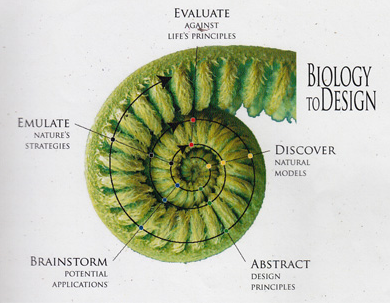 EVALUATE
AGAINST
LIFE'S PRINCIPLES
BIOLOGY
TO DESIGN
EMULATE
NATURE'S
STRATEGIES
DISCOVER
NATURAL
MODELS
BRAINSTORM
POTENTIAL
APPLICATIONS
ABSTRACT
DESIGN
PRINCIPLES